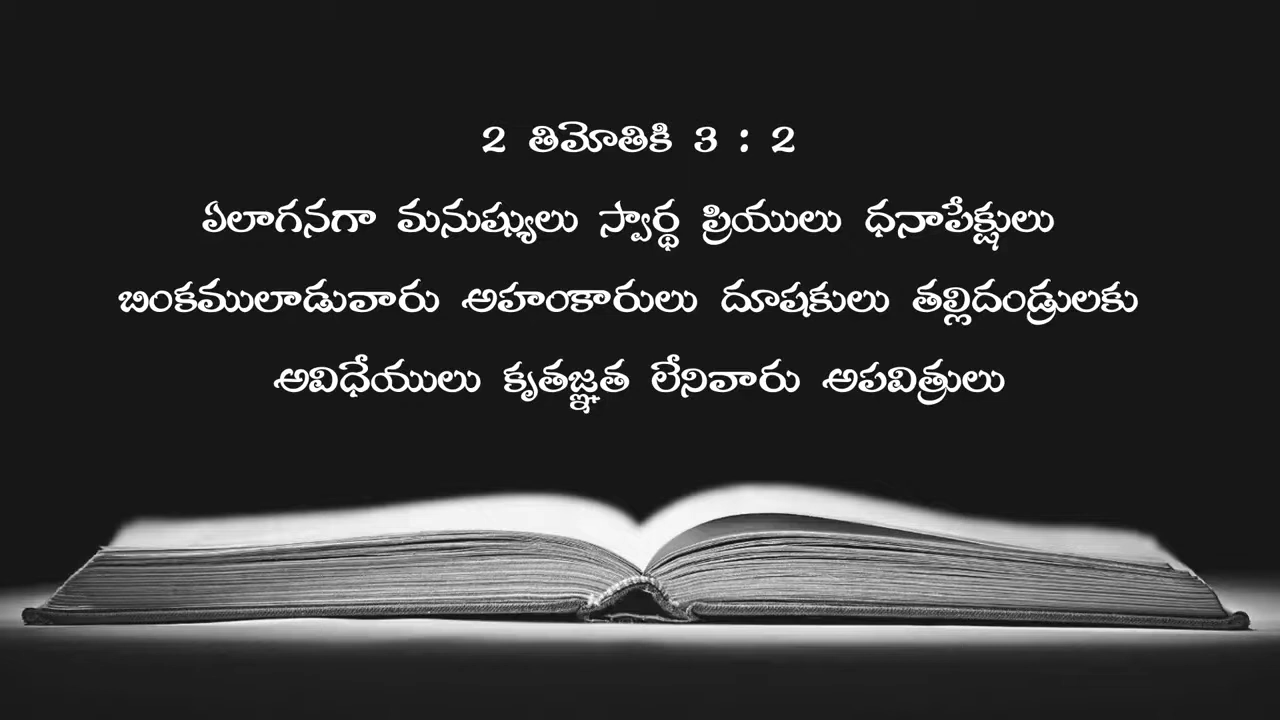 2 తిమోతికి 3 : 2
ఏలాగనగా మనుష్యులు స్వార్థ ప్రియులు ధనాపేక్షులు
బింకములాడువారు అహంకారులు దూషకులు తల్లిదండ్రులకు
అవిధేయులు కృతజ్ఞత లేనివారు అపవిత్రులు